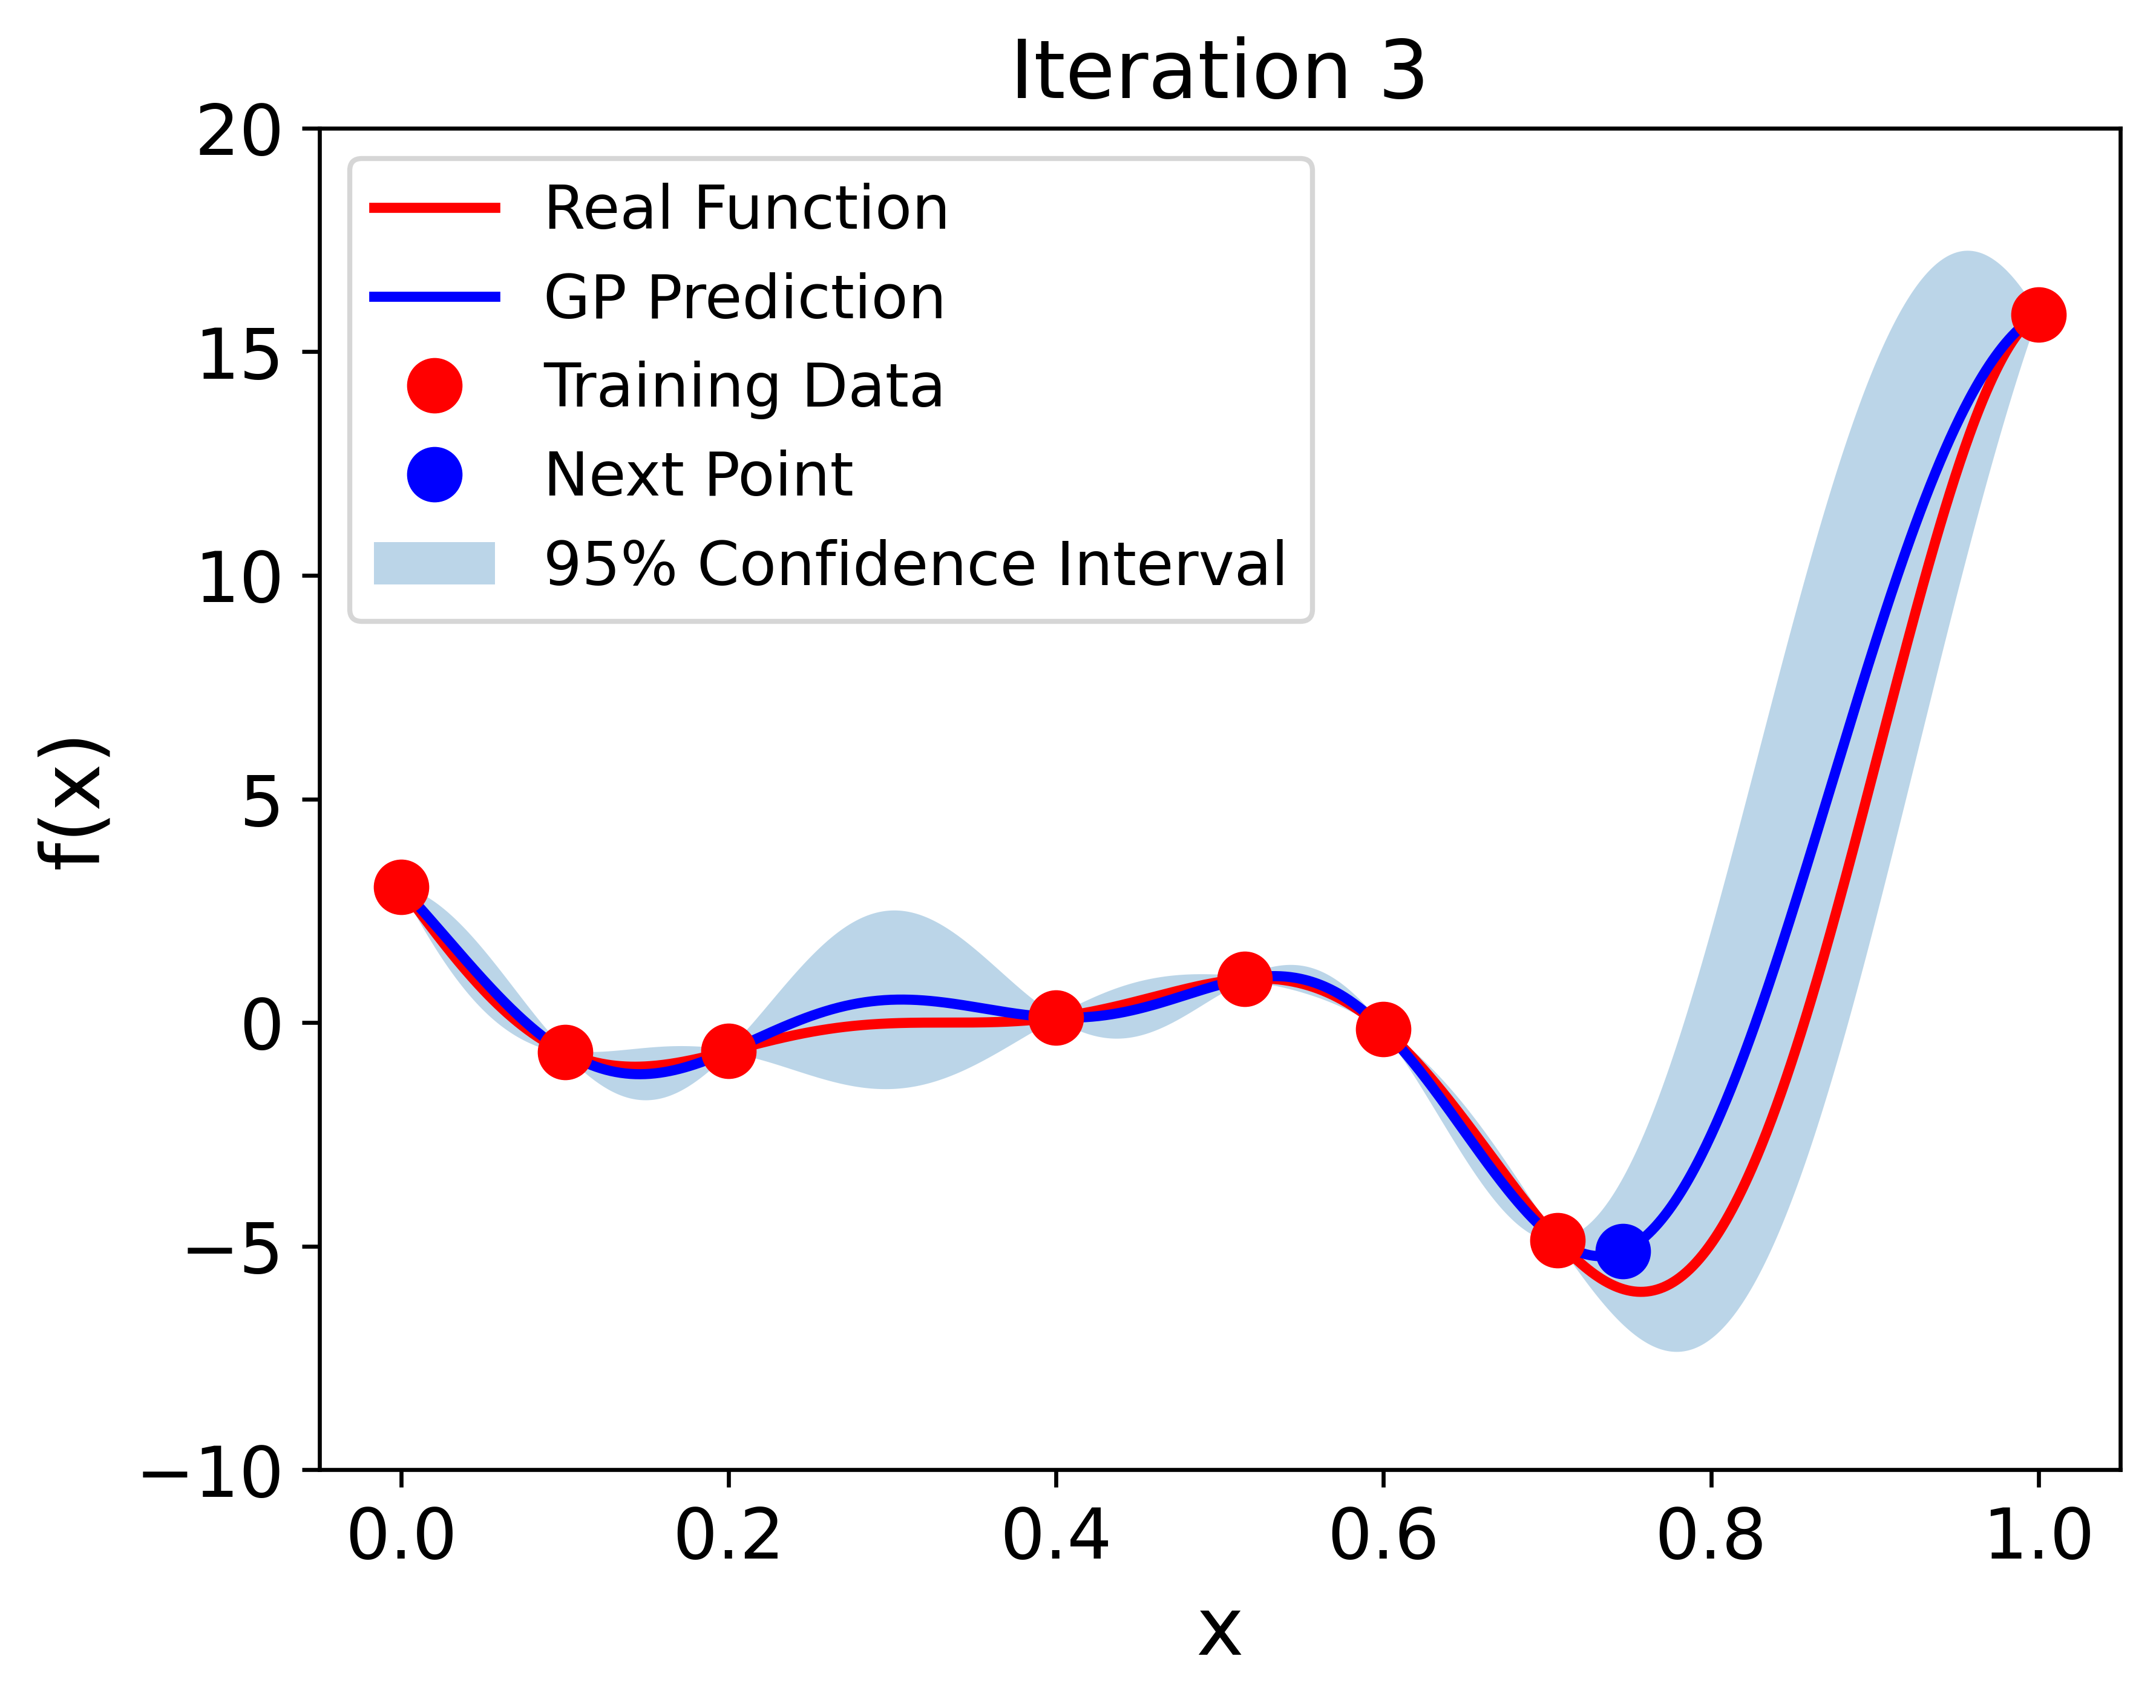 Iteration 3
20
15
10
5
0
−5
−10
f(x)
Real Function
GP Prediction
Training Data
Next Point
95% Confidence Interval
0.0 0.2 0.4 0.6 0.8 1.0
x